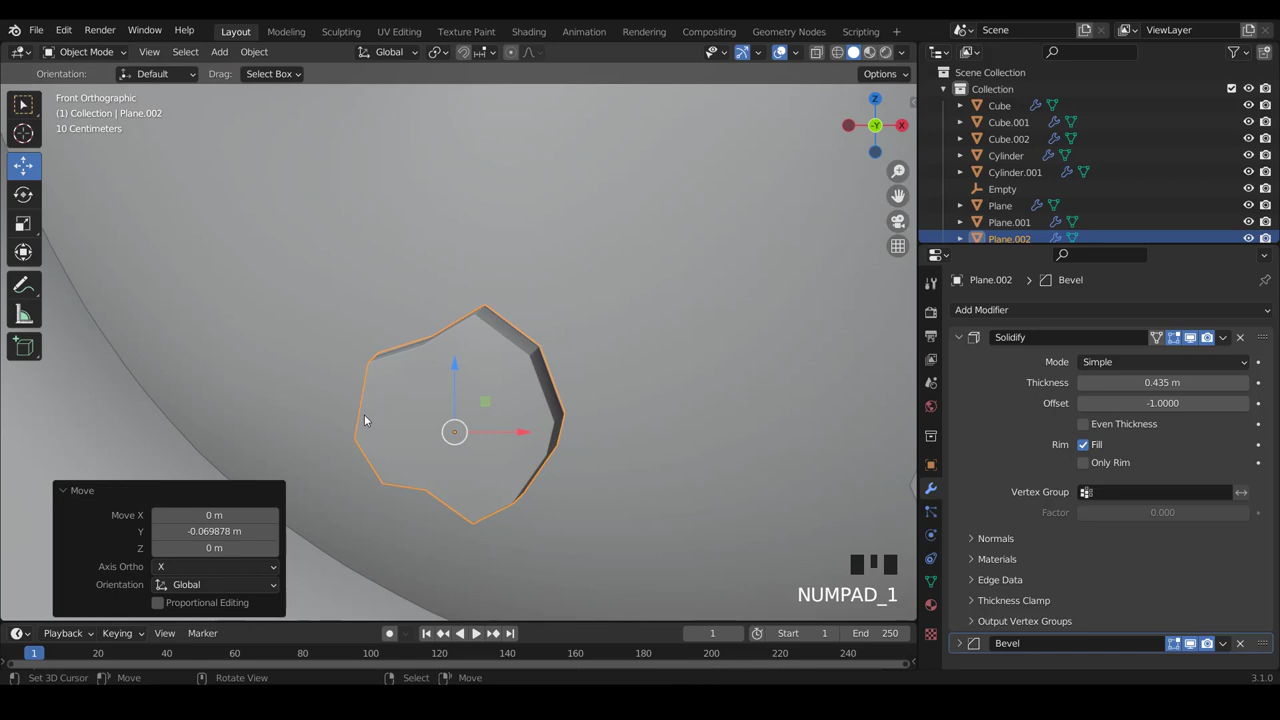 File Edit Render Window Help Layout Modeling Sculpting UV Editing Texture Paint Shading Animation Rendering Compositing Geometry Nodes Scripting + Scene ViewLayer
Object Mode View Select Add Object Global
Orientation: Default Drag: Select Box Options
Scene Collection
Collection
Cube
Cube.001
Cube.002
Cylinder
Cylinder.001
Empty
Plane
Plane.001
Plane.002
Front Orthographic
(1) Collection | Plane.002
10 Centimeters
Z
-Y
X
Plane.002 > Bevel
Add Modifier
Solidify
Mode Simple
Thickness 0.435 m
Offset -1.0000
Even Thickness
Rim Fill
Only Rim
Vertex Group
Factor 0.000
Normals
Materials
Edge Data
Thickness Clamp
Output Vertex Groups
Bevel
Move
Move X 0 m
Y -0.069878 m
Z 0 m
Axis Ortho X
Orientation Global
Proportional Editing
NUMPAD_1
Playback Keying View Marker 1 Start 1 End 250
1 20 40 60 80 100 120 140 160 180 200 220 240
Set 3D Cursor Move Rotate View Select Move 3.1.0